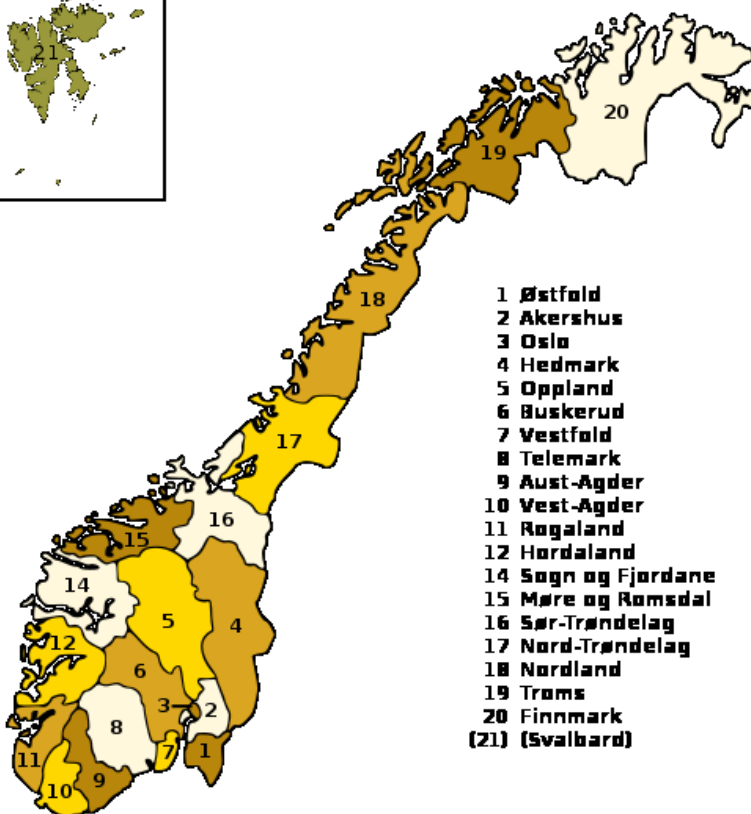 21
20
19
18
17
16
15
14
12
5
4
6
3
2
8
7
1
11
10
9
1 Østfold
2 Akershus
3 Oslo
4 Hedmark
5 Oppland
6 Buskerud
7 Vestfold
8 Telemark
9 Aust-Agder
10 Vest-Agder
11 Rogaland
12 Hordaland
14 Sogn og Fjordane
15 Møre og Romsdal
16 Sør-Trøndelag
17 Nord-Trøndelag
18 Nordland
19 Troms
20 Finnmark
(21) (Svalbard)